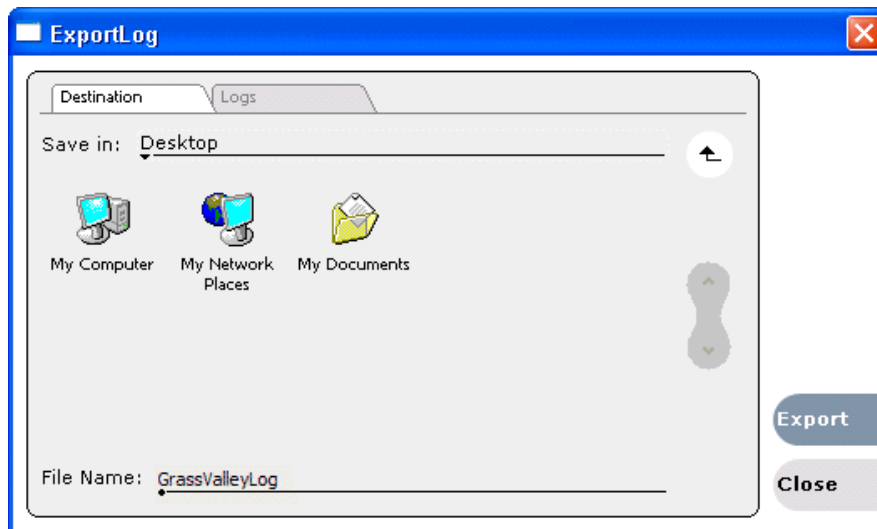 ExportLog
Destination
Logs
Save in: Desktop
My Computer
My Network
Places
My Documents
Export
File Name: GrassValleyLog
Close